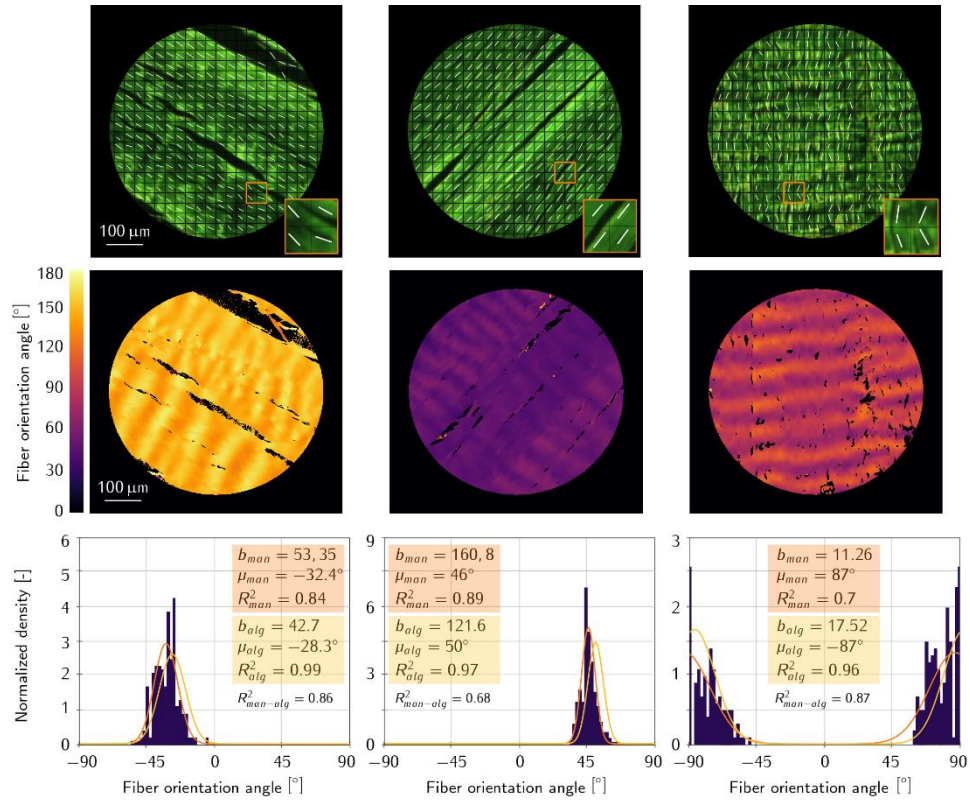 100 μm
180
150
120
90
60
30
0
Fiber orientation angle [°]
100 μm
6
5
4
3
2
1
0
Normalized density [-]
b_man = 53, 35
μ_man = −32.4°
R²_man = 0.84
b_alg = 42.7
μ_alg = −28.3°
R²_alg = 0.99
R²_man−alg = 0.86
−90 −45 0 45 90
Fiber orientation angle [°]
9
6
3
0
b_man = 160, 8
μ_man = 46°
R²_man = 0.89
b_alg = 121.6
μ_alg = 50°
R²_alg = 0.97
R²_man−alg = 0.68
−90 −45 0 45 90
Fiber orientation angle [°]
3
2
1
0
b_man = 11.26
μ_man = 87°
R²_man = 0.7
b_alg = 17.52
μ_alg = −87°
R²_alg = 0.96
R²_man−alg = 0.87
−90 −45 0 45 90
Fiber orientation angle [°]